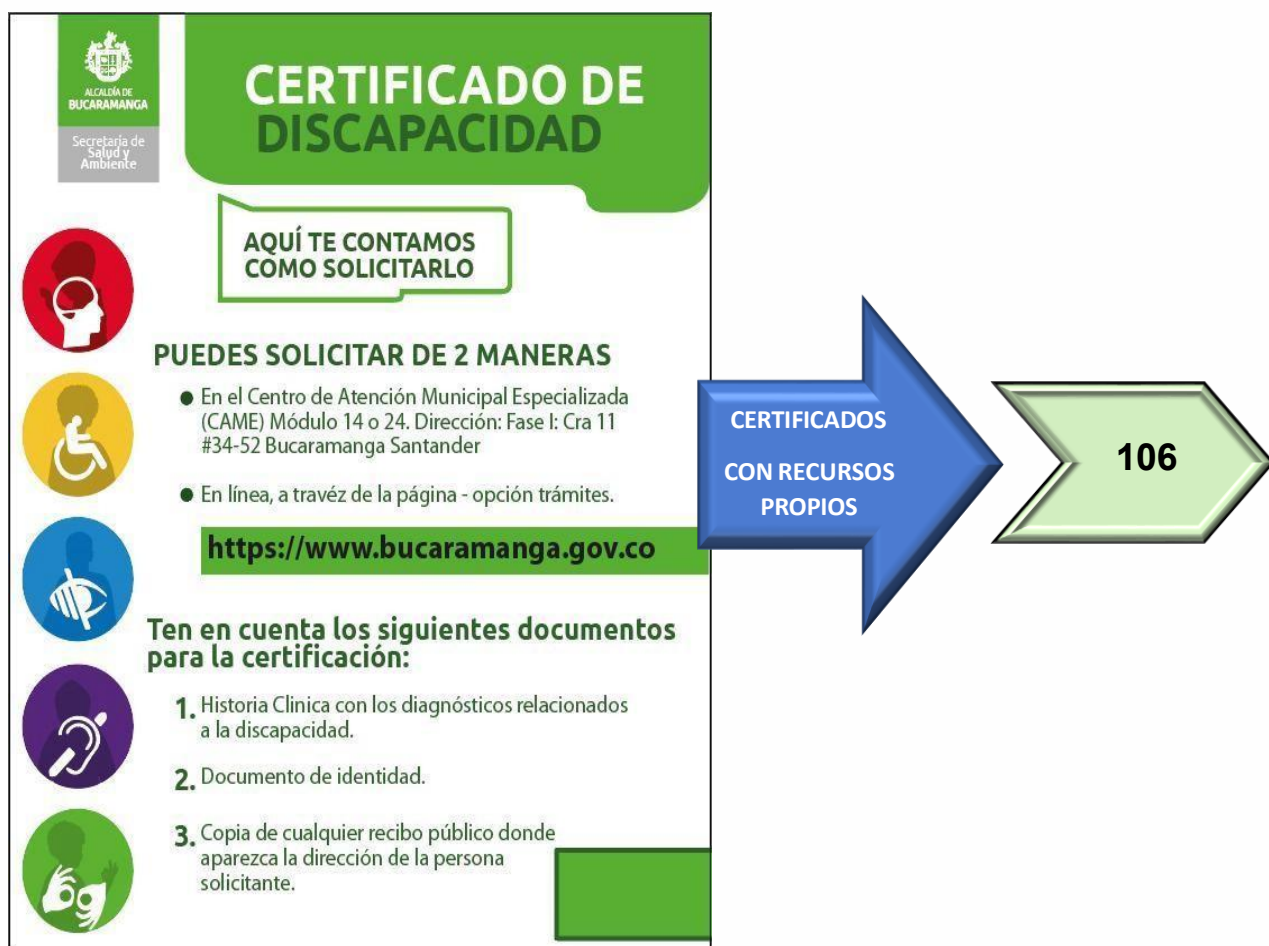 ALCALDÍA DE
BUCARAMANGA
Secretaría de
Salud y
Ambiente
CERTIFICADO DE
DISCAPACIDAD
AQUÍ TE CONTAMOS
COMO SOLICITARLO
PUEDES SOLICITAR DE 2 MANERAS
● En el Centro de Atención Municipal Especializada
(CAME) Módulo 14 o 24. Dirección: Fase I: Cra 11
#34-52 Bucaramanga Santander
● En línea, a travéz de la página - opción trámites.
https://www.bucaramanga.gov.co
Ten en cuenta los siguientes documentos
para la certificación:
1. Historia Clinica con los diagnósticos relacionados
a la discapacidad.
2. Documento de identidad.
3. Copia de cualquier recibo público donde
aparezca la dirección de la persona
solicitante.
CERTIFICADOS
CON RECURSOS
PROPIOS
106